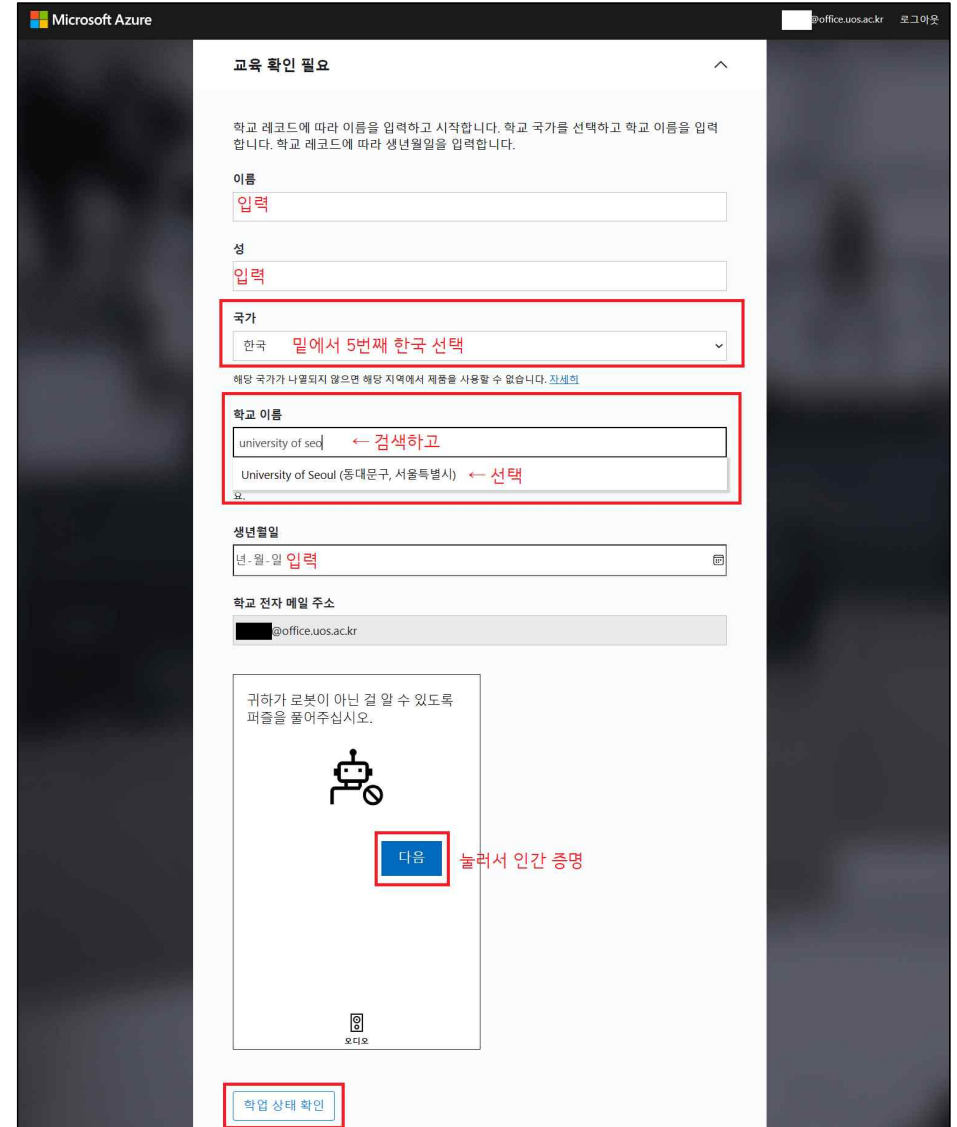 Microsoft Azure
@office.uos.ac.kr 로그아웃
교육 확인 필요
학교 레코드에 따라 이름을 입력하고 시작합니다. 학교 국가를 선택하고 학교 이름을 입력
합니다. 학교 레코드에 따라 생년월일을 입력합니다.
이름
입력
성
입력
국가
한국 밑에서 5번째 한국 선택
해당 국가가 나열되지 않으면 해당 지역에서 제품을 사용할 수 없습니다. 자세히
학교 이름
university of seo ← 검색하고
University of Seoul (동대문구, 서울특별시) ← 선택
요.
생년월일
년-월-일 입력
학교 전자 메일 주소
@office.uos.ac.kr
귀하가 로봇이 아닌 걸 알 수 있도록
퍼즐을 풀어주십시오.
다음 눌러서 인간 증명
오디오
학업 상태 확인